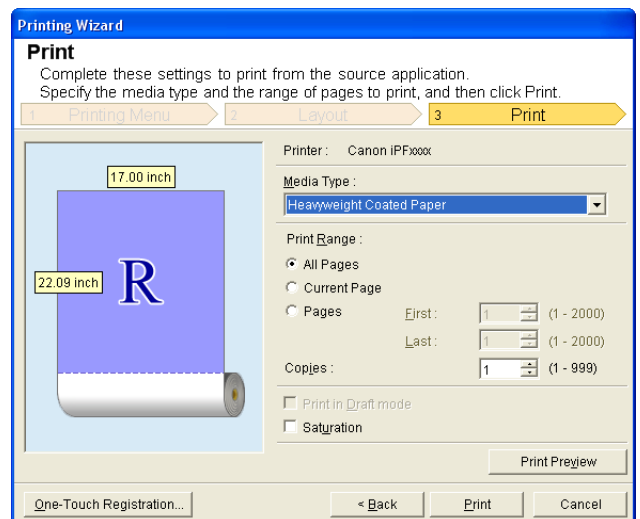 Printing Wizard
Print
Complete these settings to print from the source application.
Specify the media type and the range of pages to print, and then click Print.
1 Printing Menu 2 Layout 3 Print
Printer : Canon iPFxxxx
17.00 inch
Media Type :
Heavyweight Coated Paper
Print Range :
All Pages
22.09 inch
R
Current Page
Pages First : 1 (1 - 2000)
Last : 1 (1 - 2000)
Copies : 1 (1 - 999)
Print in Draft mode
Saturation
Print Preview
One-Touch Registration... < Back Print Cancel